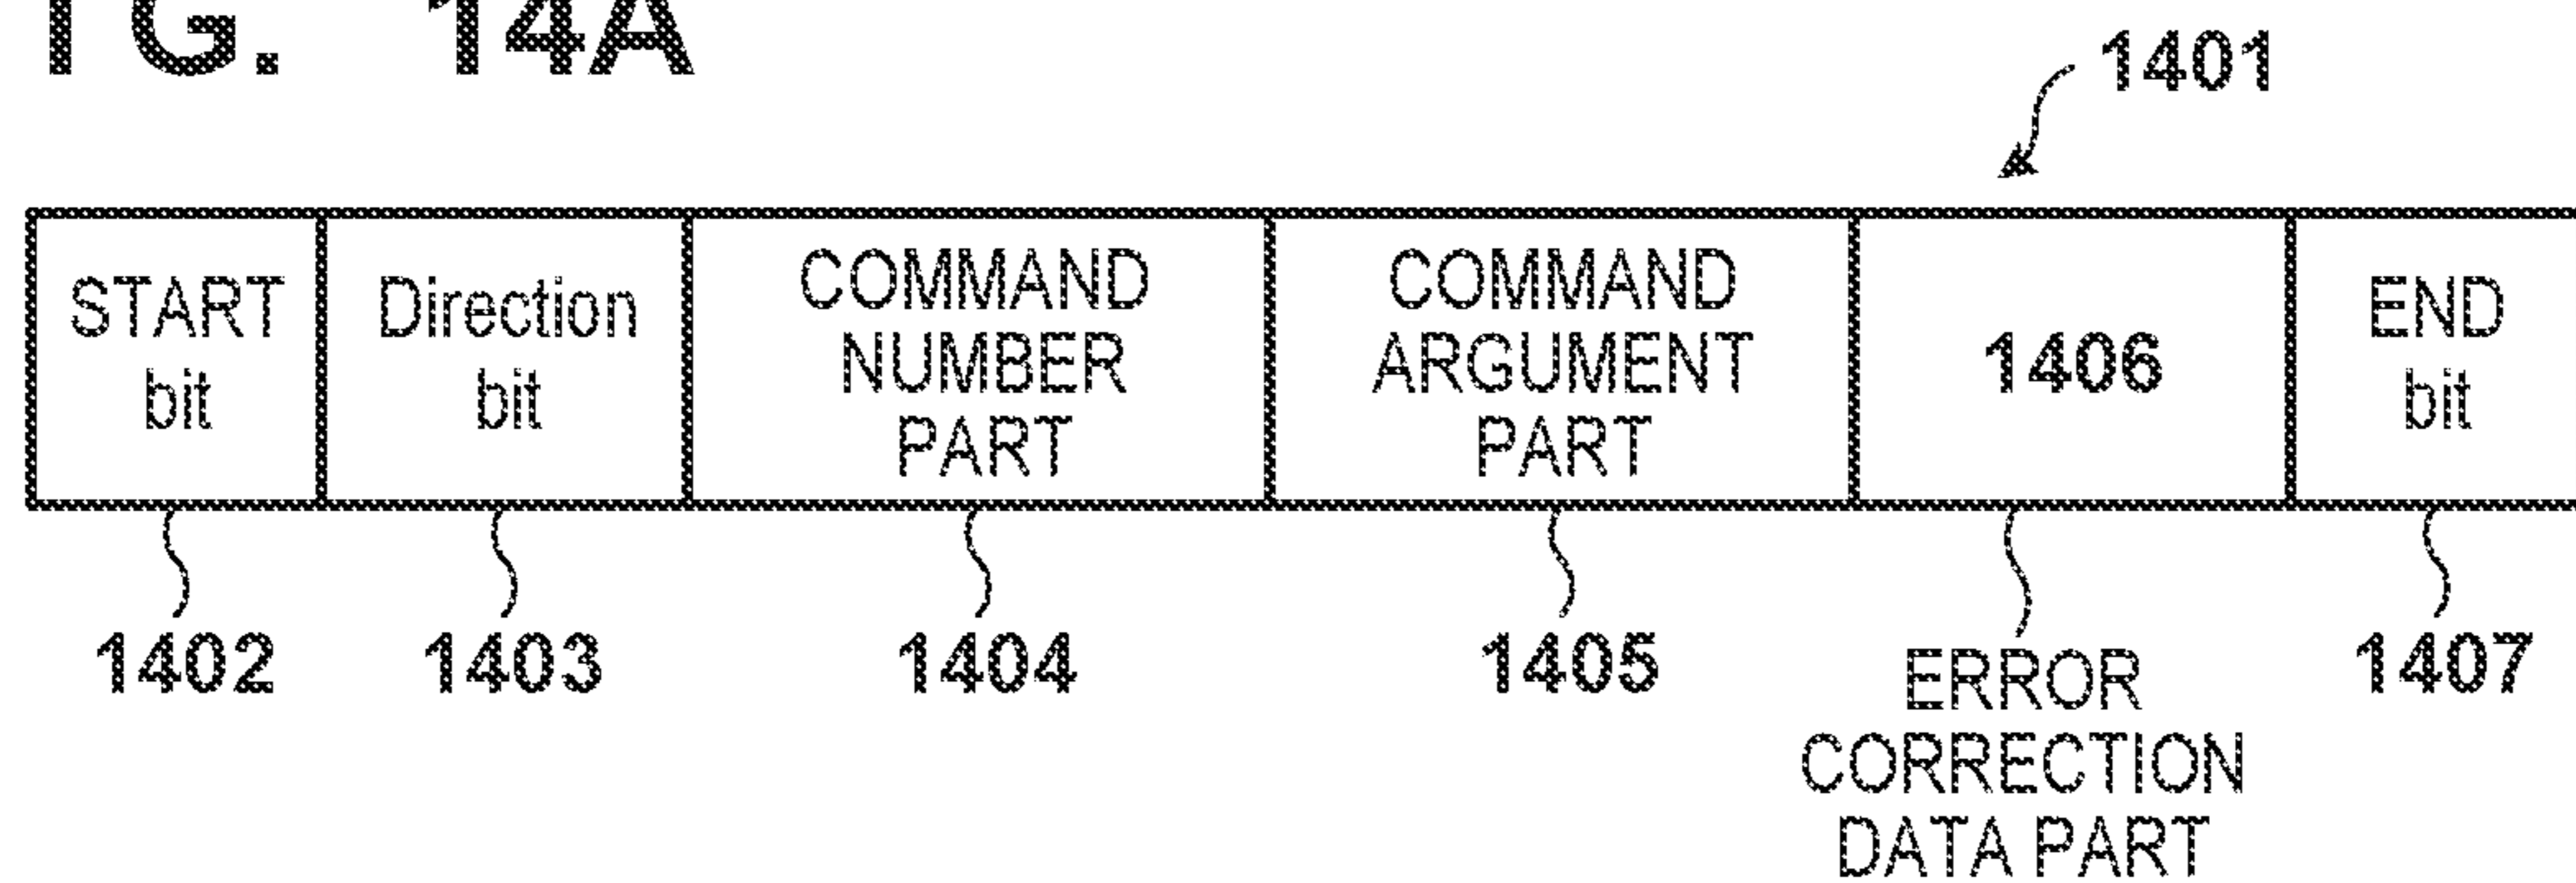 IG. 14A
1401
START
bit
Direction
bit
COMMAND
NUMBER
PART
COMMAND
ARGUMENT
PART
1406
END
bit
1402
1403
1404
1405
ERROR
CORRECTION
DATA PART
1407